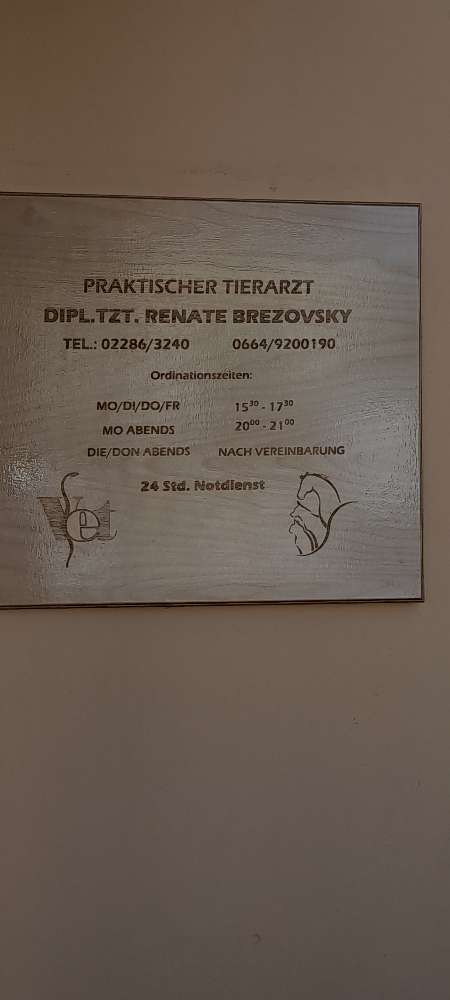 PRAKTISCHER TIERARZT
DIPL.TZT. RENATE BREZOVSKY
TEL.: 02286/3240 0664/9200190
Ordinationszeiten:
MO/DI/DO/FR 15³⁰ - 17³⁰
MO ABENDS 20⁰⁰ - 21⁰⁰
DIE/DON ABENDS NACH VEREINBARUNG
24 Std. Notdienst
Vet